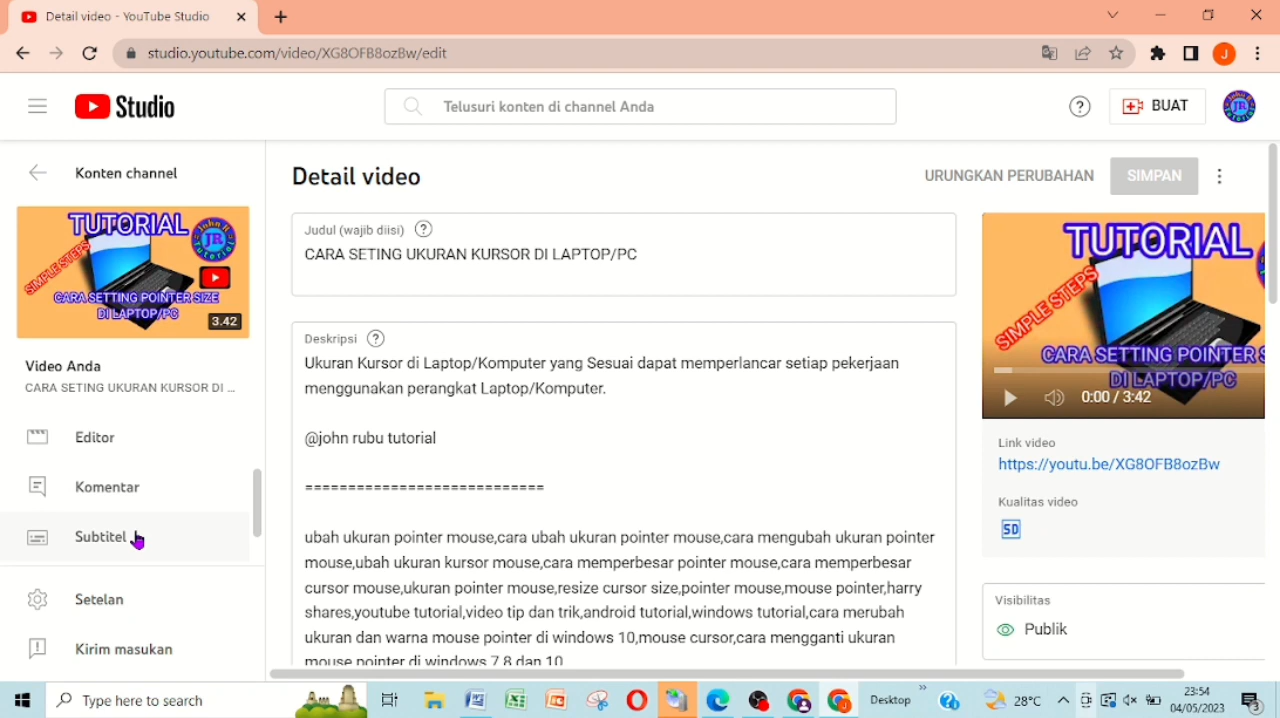 Detail video - YouTube Studio
studio.youtube.com/video/XG8OFB8ozBw/edit
J
Studio
Telusuri konten di channel Anda
BUAT
JR
Konten channel
Detail video
URUNGKAN PERUBAHAN
SIMPAN
TUTORIAL
John R
JR
Tutorial
SIMPLE STEPS
CARA SETTING POINTER SIZE
DI LAPTOP/PC
3.42
Judul (wajib diisi)
CARA SETING UKURAN KURSOR DI LAPTOP/PC
TUTORIAL
SIMPLE STEPS
CARA SETTING POINTER S
DI LAPTOP/PC
0:00 / 3:42
Video Anda
CARA SETING UKURAN KURSOR DI ...
Deskripsi
Ukuran Kursor di Laptop/Komputer yang Sesuai dapat memperlancar setiap pekerjaan
menggunakan perangkat Laptop/Komputer.
@john rubu tutorial
============================
ubah ukuran pointer mouse,cara ubah ukuran pointer mouse,cara mengubah ukuran pointer
mouse,ubah ukuran kursor mouse,cara memperbesar pointer mouse,cara memperbesar
cursor mouse,ukuran pointer mouse,resize cursor size,pointer mouse,mouse pointer,harry
shares,youtube tutorial,video tip dan trik,android tutorial,windows tutorial,cara merubah
ukuran dan warna mouse pointer di windows 10,mouse cursor,cara mengganti ukuran
mouse pointer di windows 7,8 dan 10
Editor
Komentar
Subtitel
Setelan
Kirim masukan
Link video
https://youtu.be/XG8OFB8ozBw
Kualitas video
SD
Visibilitas
Publik
Type here to search
Desktop
28°C
23:54
04/05/2023
3